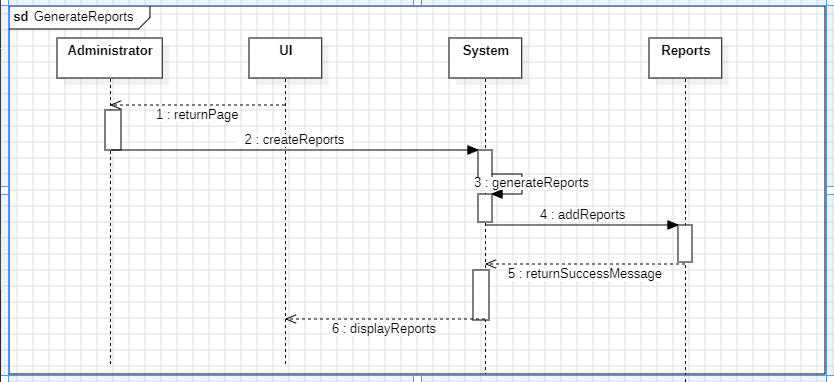 sd GenerateReports
Administrator
UI
System
Reports
1 : returnPage
2 : createReports
3 : generateReports
4 : addReports
5 : returnSuccessMessage
6 : displayReports